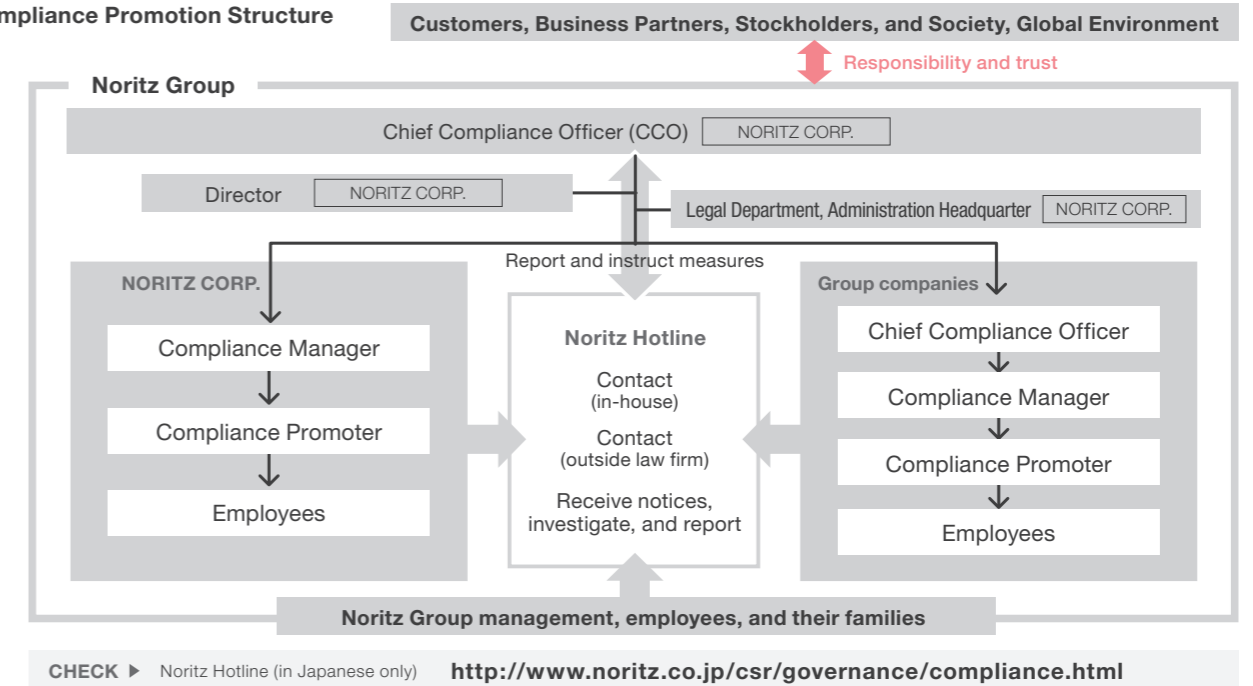 mpliance Promotion Structure
Customers, Business Partners, Stockholders, and Society, Global Environment
Responsibility and trust
Noritz Group
Chief Compliance Officer (CCO) NORITZ CORP.
Director NORITZ CORP.
Legal Department, Administration Headquarter NORITZ CORP.
Report and instruct measures
NORITZ CORP.
Compliance Manager
Compliance Promoter
Employees
Noritz Hotline
Contact
(in-house)
Contact
(outside law firm)
Receive notices,
investigate, and report
Group companies
Chief Compliance Officer
Compliance Manager
Compliance Promoter
Employees
Noritz Group management, employees, and their families
CHECK ▶ Noritz Hotline (in Japanese only) http://www.noritz.co.jp/csr/governance/compliance.html